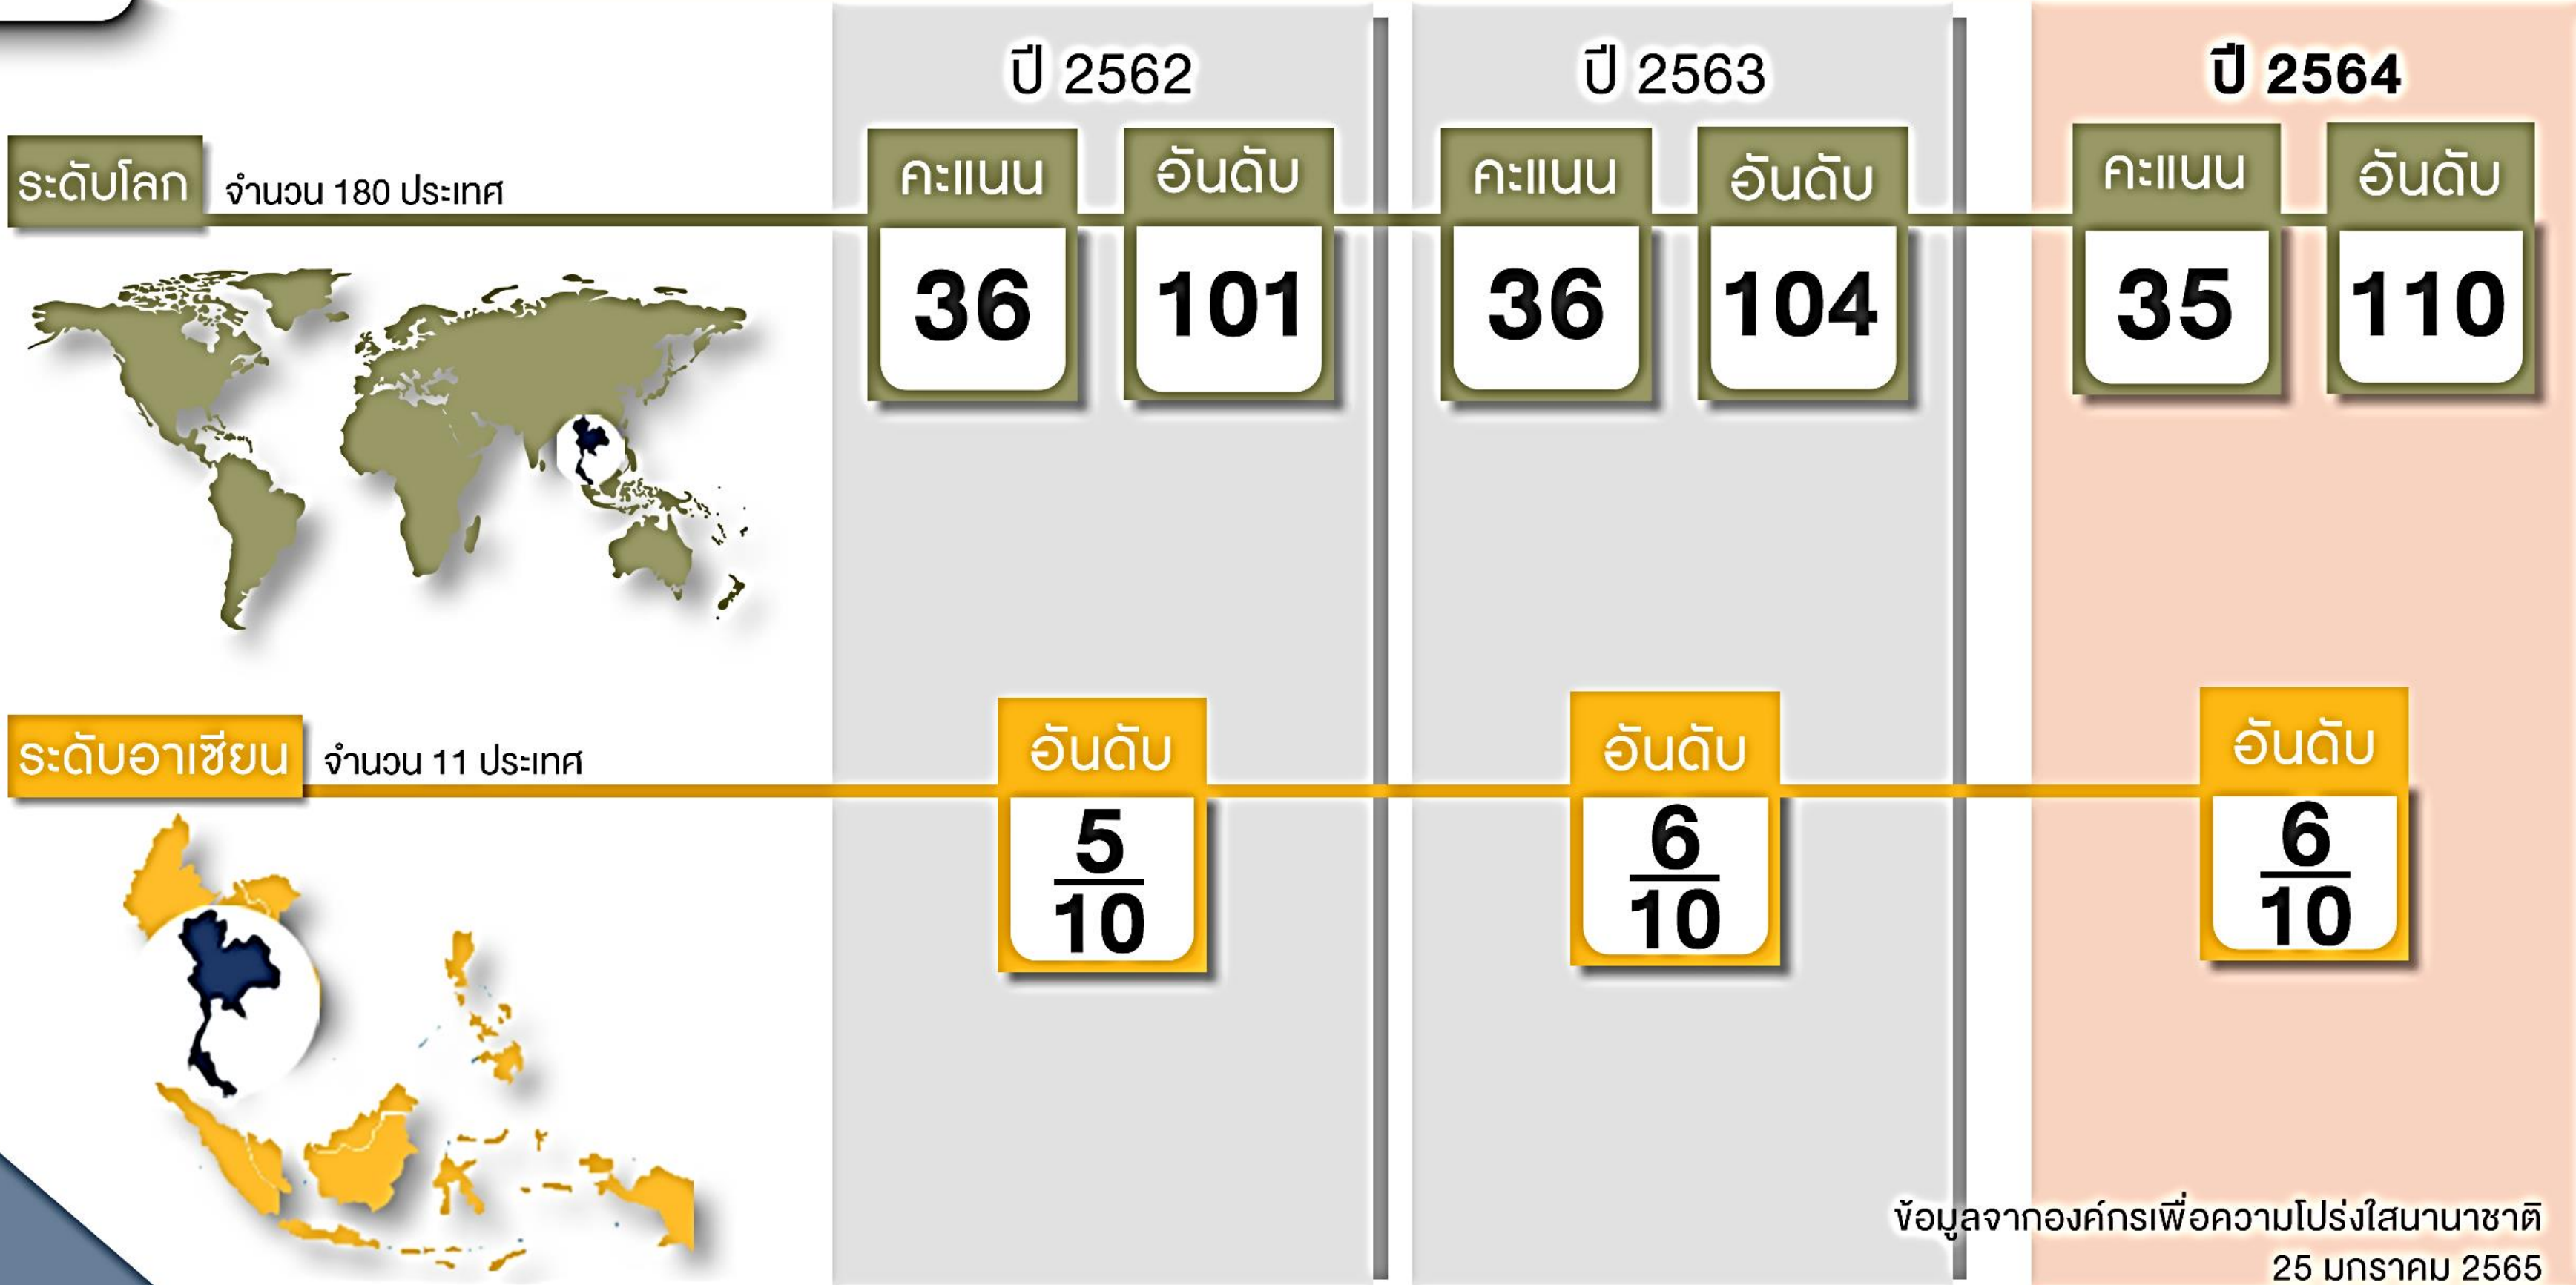 ปี 2562
ปี 2563
ปี 2564
ระดับโลก
จำนวน 180 ประเทศ
คะแนน
อันดับ
คะแนน
อันดับ
คะแนน
อันดับ
36
101
36
104
35
110
ระดับอาเซียน
จำนวน 11 ประเทศ
อันดับ
อันดับ
อันดับ
5
10
6
10
6
10
ข้อมูลจากองค์กรเพื่อความโปร่งใสนานาชาติ
25 มกราคม 2565